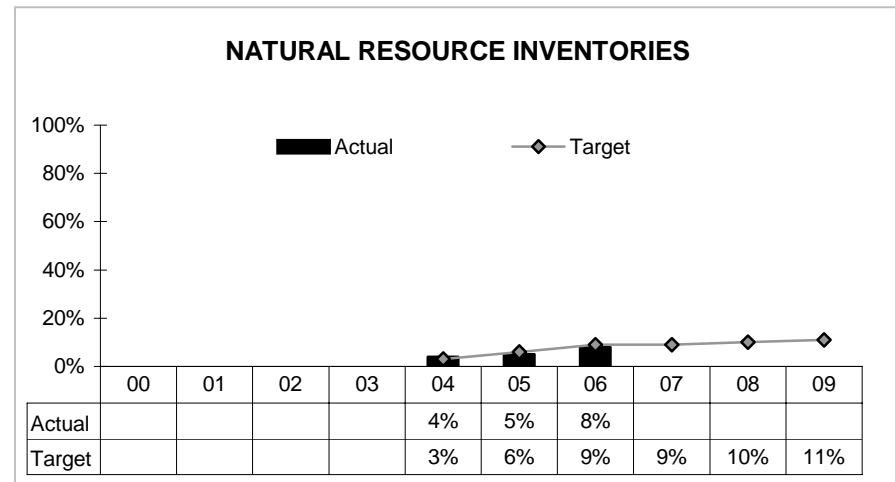 NATURAL RESOURCE INVENTORIES
100%
Actual Target
80%
60%
40%
20%
0%
00 01 02 03 04 05 06 07 08 09
Actual 4% 5% 8%
Target 3% 6% 9% 9% 10% 11%